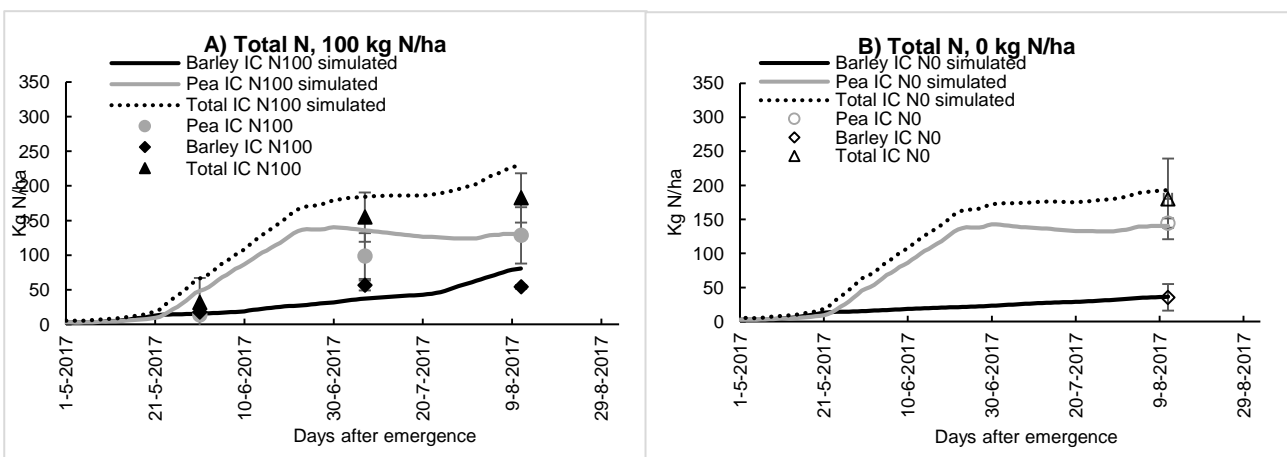 A) Total N, 100 kg N/ha
Barley IC N100 simulated
Pea IC N100 simulated
Total IC N100 simulated
Pea IC N100
Barley IC N100
Total IC N100
350
300
250
200
150
100
50
0
Kg N/ha
1-5-2017
21-5-2017
10-6-2017
30-6-2017
20-7-2017
9-8-2017
29-8-2017
Days after emergence
B) Total N, 0 kg N/ha
Barley IC N0 simulated
Pea IC N0 simulated
Total IC N0 simulated
Pea IC N0
Barley IC N0
Total IC N0
350
300
250
200
150
100
50
0
Kg N/ha
1-5-2017
21-5-2017
10-6-2017
30-6-2017
20-7-2017
9-8-2017
29-8-2017
Days after emergence